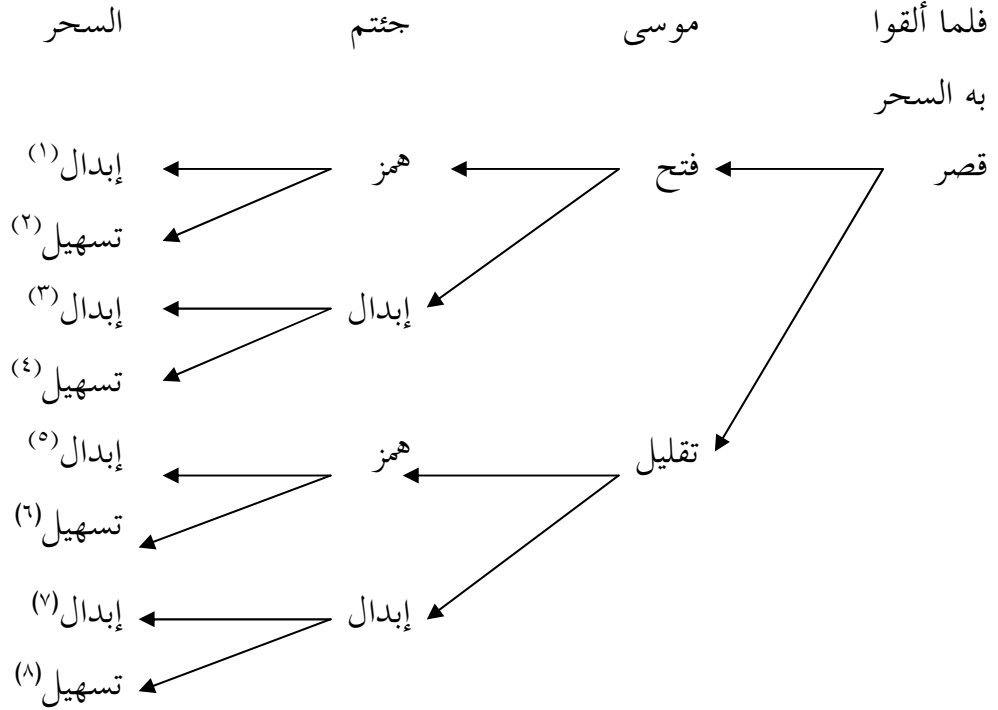 فلما ألقوا موسى جئتم السحر
به السحر
قصر فتح همز إبدال(١)
تسهيل(٢)
إبدال إبدال(٣)
تسهيل(٤)
تقليل همز إبدال(٥)
تسهيل(٦)
إبدال إبدال(٧)
تسهيل(٨)